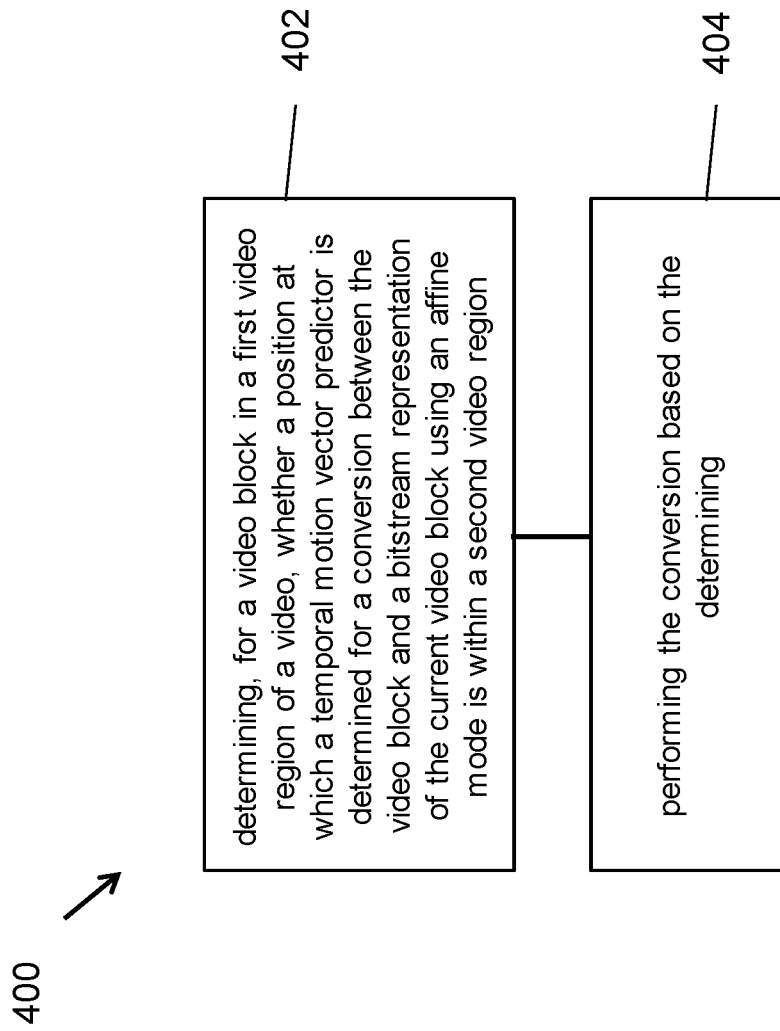 400
determining, for a video block in a first video
region of a video, whether a position at
which a temporal motion vector predictor is
determined for a conversion between the
video block and a bitstream representation
of the current video block using an affine
mode is within a second video region
402
performing the conversion based on the
determining
404